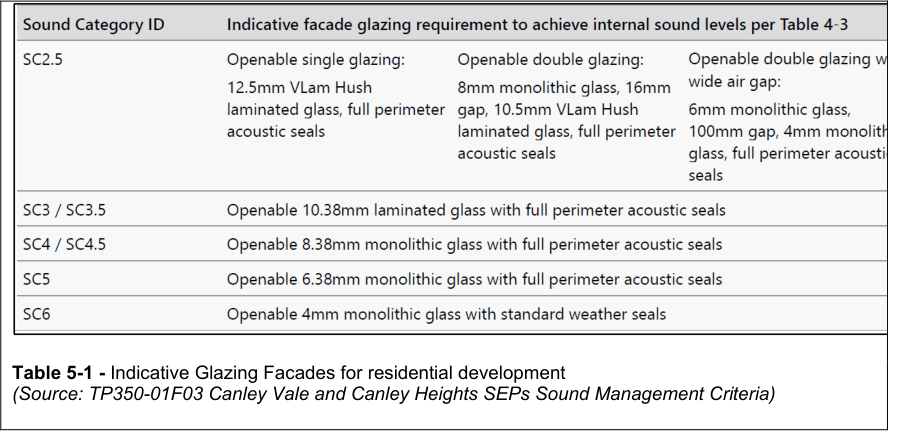 Sound Category ID Indicative facade glazing requirement to achieve internal sound levels per Table 4-3
SC2.5
Openable single glazing:
12.5mm VLam Hush
laminated glass, full perimeter
acoustic seals
Openable double glazing:
8mm monolithic glass, 16mm
gap, 10.5mm VLam Hush
laminated glass, full perimeter
acoustic seals
Openable double glazing
wide air gap:
6mm monolithic glass,
100mm gap, 4mm
glass, full perimeter
seals
SC3 / SC3.5 Openable 10.38mm laminated glass with full perimeter acoustic seals
SC4 / SC4.5 Openable 8.38mm monolithic glass with full perimeter acoustic seals
SC5 Openable 6.38mm monolithic glass with full perimeter acoustic seals
SC6 Openable 4mm monolithic glass with standard weather seals
Table 5-1 - Indicative Glazing Facades for residential development
(Source: TP350-01F03 Canley Vale and Canley Heights SEPs Sound Management Criteria)